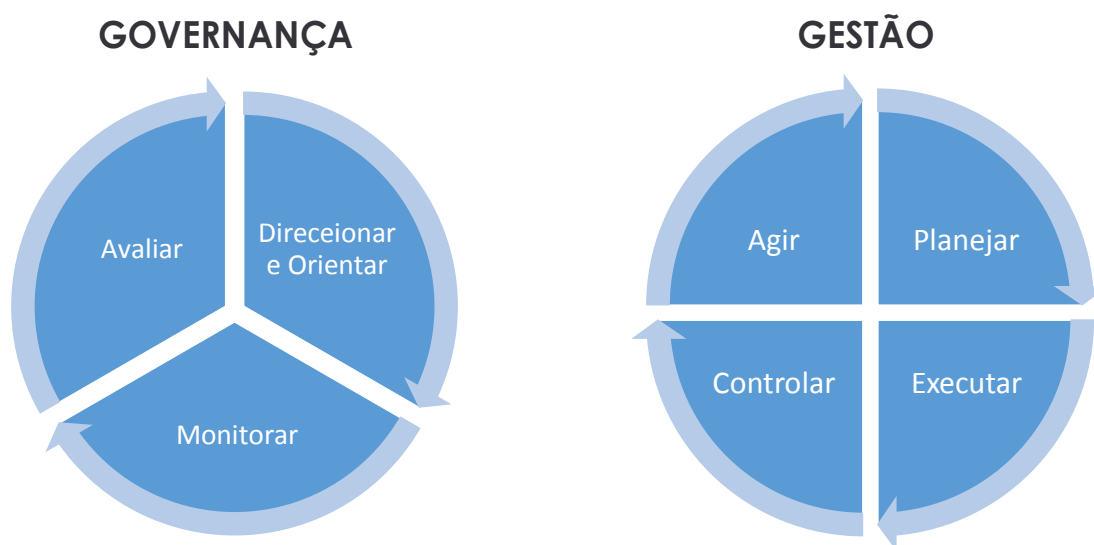 GOVERNANÇA
Avaliar
Direceionar
e Orientar
Monitorar
GESTÃO
Agir
Planejar
Controlar
Executar